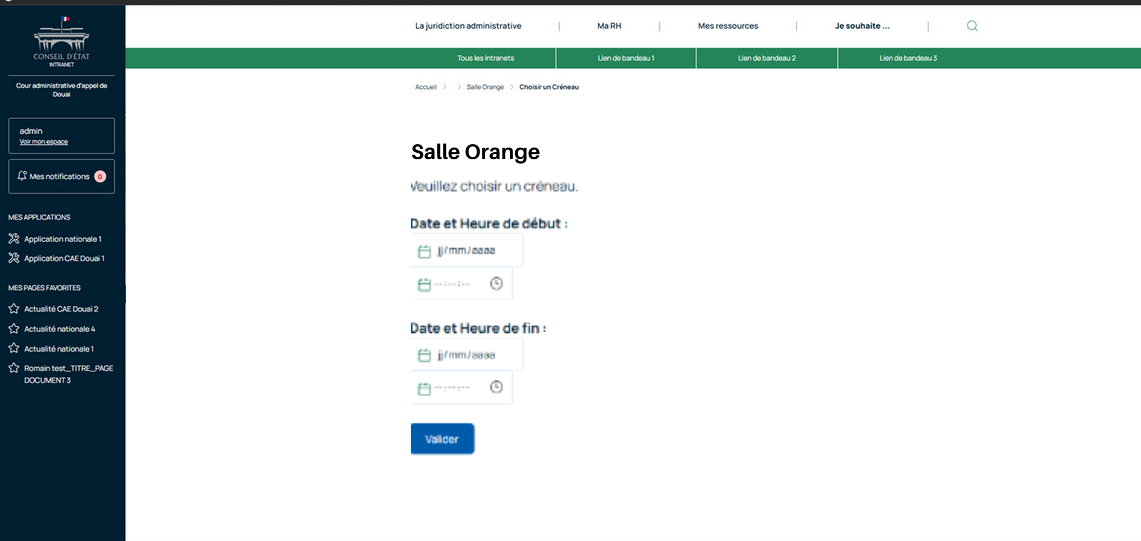 CONSEIL D'ÉTAT
INTRANET
Cour administrative d'appel de
Douai
admin
Voir mon espace
Mes notifications 0
MES APPLICATIONS
Application nationale 1
Application CAE Douai 1
MES PAGES FAVORITES
Actualité CAE Douai 2
Actualité nationale 4
Actualité nationale 1
Romain test_TITRE_PAGE
DOCUMENT 3
La juridiction administrative | Ma RH | Mes ressources | Je souhaite ... |
Tous les Intranets Lien de bandeau 1 Lien de bandeau 2 Lien de bandeau 3
Accueil > > Salle Orange > Choisir un Créneau
Salle Orange
Veuillez choisir un créneau.
Date et Heure de début :
jj/mm/aaaa
--:--:--
Date et Heure de fin :
jj/mm/aaaa
--:--:--
Valider